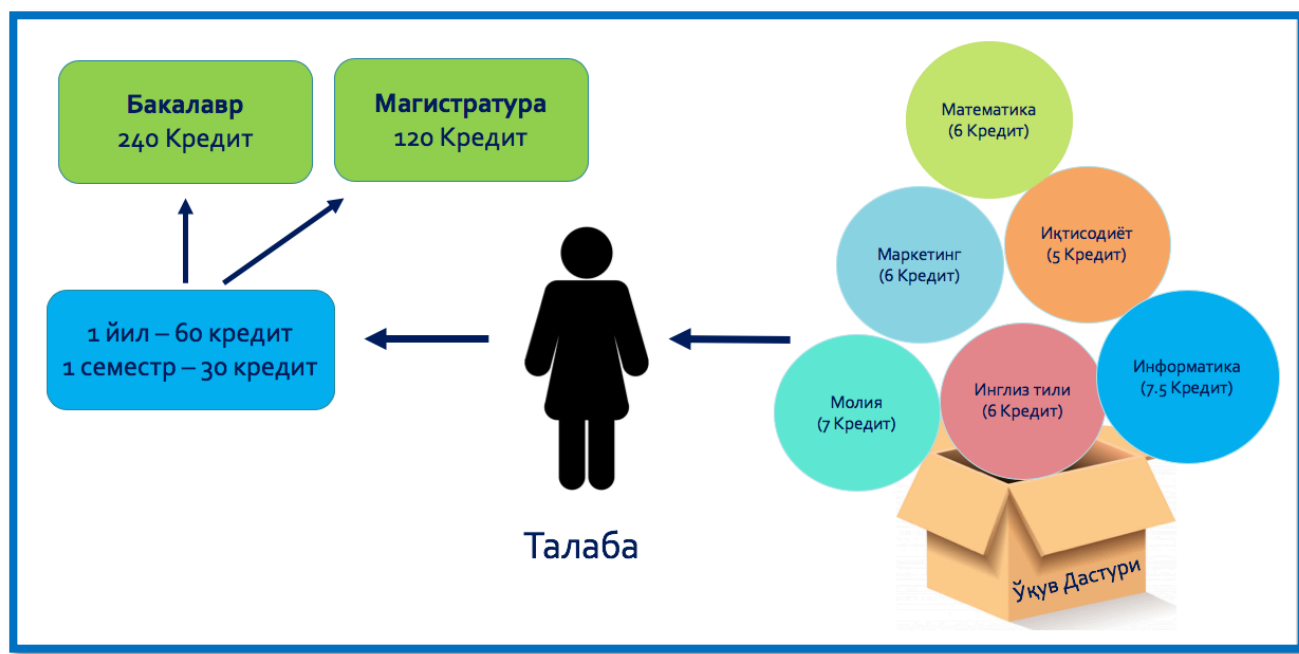 Бакалавр
240 Кредит
Магистратура
120 Кредит
1 йил – 60 кредит
1 семестр – 30 кредит
Талаба
Математика
(6 Кредит)
Иқтисодиёт
(5 Кредит)
Маркетинг
(6 Кредит)
Информатика
(7.5 Кредит)
Инглиз тили
(6 Кредит)
Молия
(7 Кредит)
Ўқув Дастури